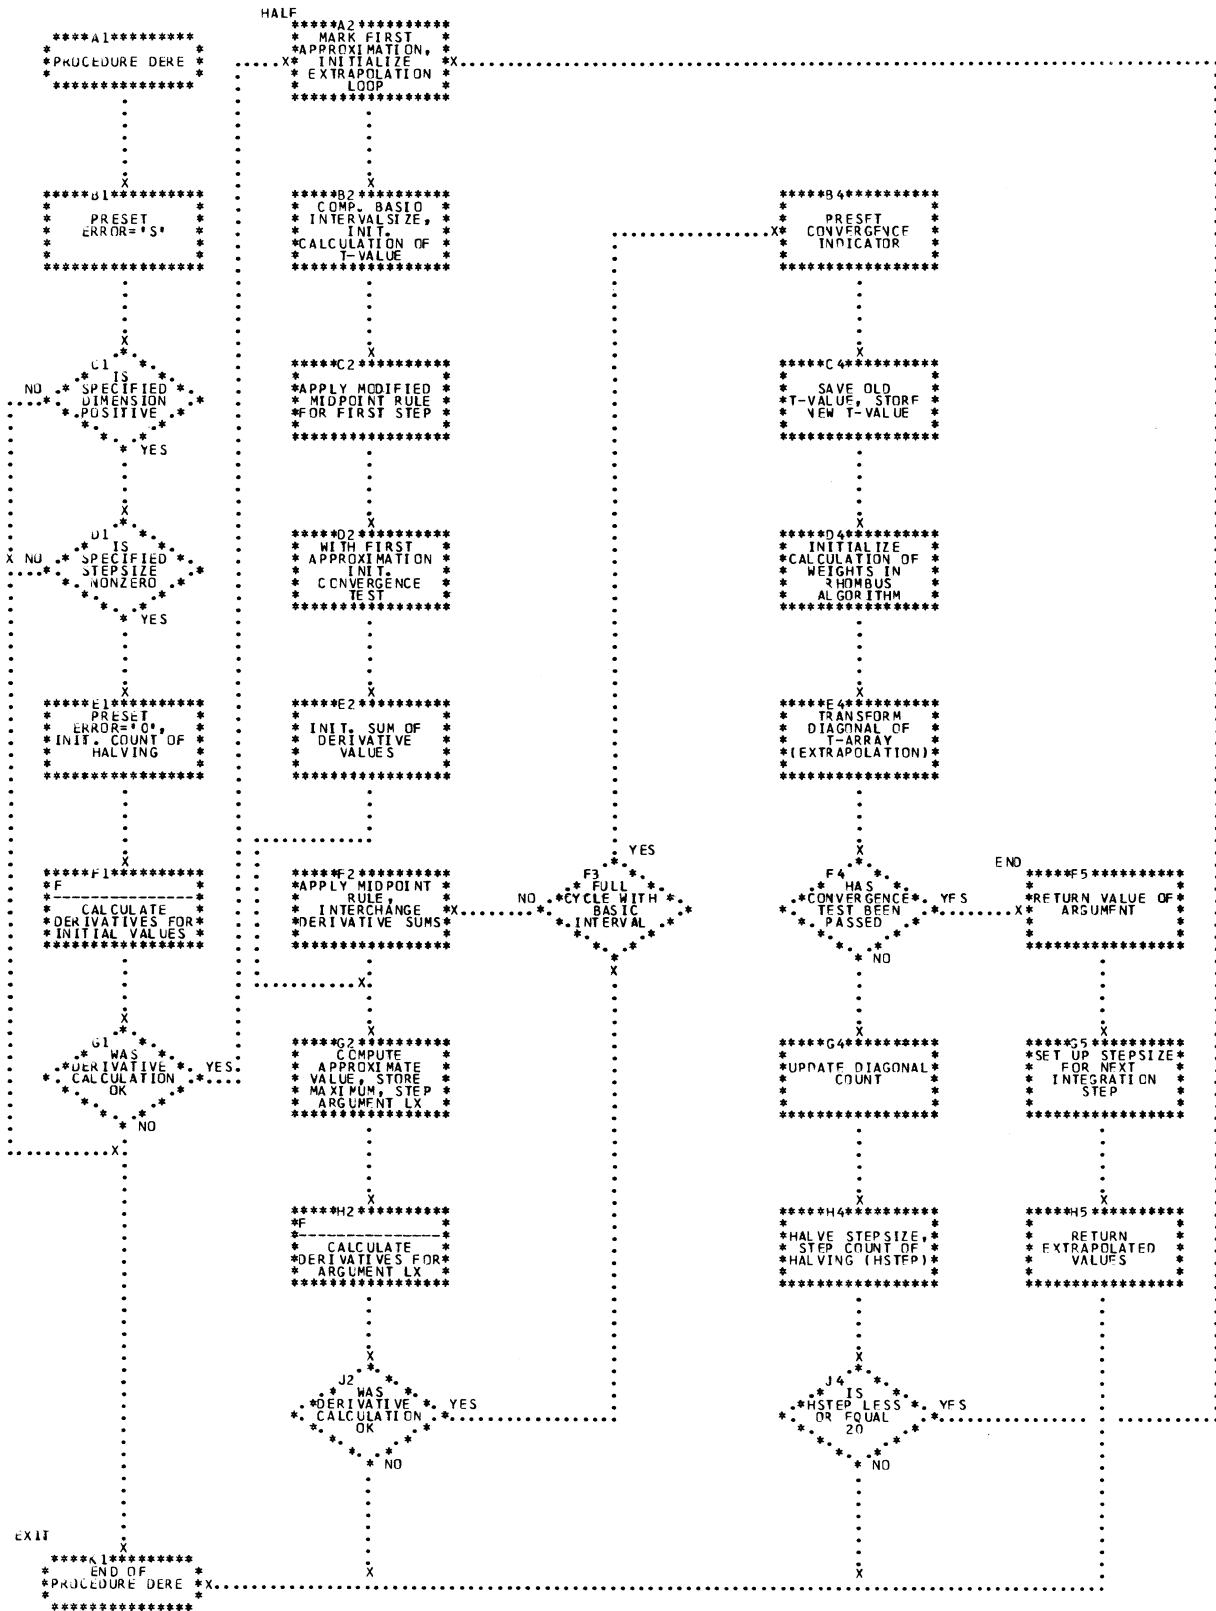 HALF
A1
PROCEDURE DERE
A2
MARK FIRST
APPROXIMATION,
INITIALIZE
EXTRAPOLATION
LOOP
B1
PRESET
ERROR='S'
B2
COMP. BASIC
INTERVALSIZE,
INIT.
CALCULATION OF
T-VALUE
B4
PRESET
CONVERGENCE
INDICATOR
C1
IS
SPECIFIED
DIMENSION
POSITIVE
NO
YES
C2
APPLY MODIFIED
MIDPOINT RULE
FOR FIRST STEP
C4
SAVE OLD
T-VALUE, STORE
NEW T-VALUE
D1
IS
SPECIFIED
STEPSIZE
NONZERO
NO
YES
D2
WITH FIRST
APPROXIMATION
INIT.
CONVERGENCE
TEST
D4
INITIALIZE
CALCULATION OF
WEIGHTS IN
RHOMBUS
ALGORITHM
E1
PRESET
ERROR='0',
INIT. COUNT OF
HALVING
E2
INIT. SUM OF
DERIVATIVE
VALUES
E4
TRANSFORM
DIAGONAL OF
T-ARRAY
(EXTRAPOLATION)
F1
F
CALCULATE
DERIVATIVES FOR
INITIAL VALUES
F2
APPLY MIDPOINT
RULE,
INTERCHANGE
DERIVATIVE SUMS
F3
FULL
CYCLE WITH
BASIC
INTERVAL
NO
YES
F4
HAS
CONVERGENCE
TEST BEEN
PASSED
YES
NO
END
F5
RETURN VALUE OF
ARGUMENT
G1
WAS
DERIVATIVE
CALCULATION
OK
YES
NO
G2
COMPUTE
APPROXIMATE
VALUE, STORE
MAXIMUM, STEP
ARGUMENT LX
G4
UPDATE DIAGONAL
COUNT
G5
SET UP STEPSIZE
FOR NEXT
INTEGRATION
STEP
H2
F
CALCULATE
DERIVATIVES FOR
ARGUMENT LX
H4
HALVE STEPSIZE,
STEP COUNT OF
HALVING (HSTEP)
H5
RETURN
EXTRAPOLATED
VALUES
J2
WAS
DERIVATIVE
CALCULATION
OK
YES
NO
J4
IS
HSTEP LESS
OR EQUAL
20
YES
NO
EXIT
K1
END OF
PROCEDURE DERE